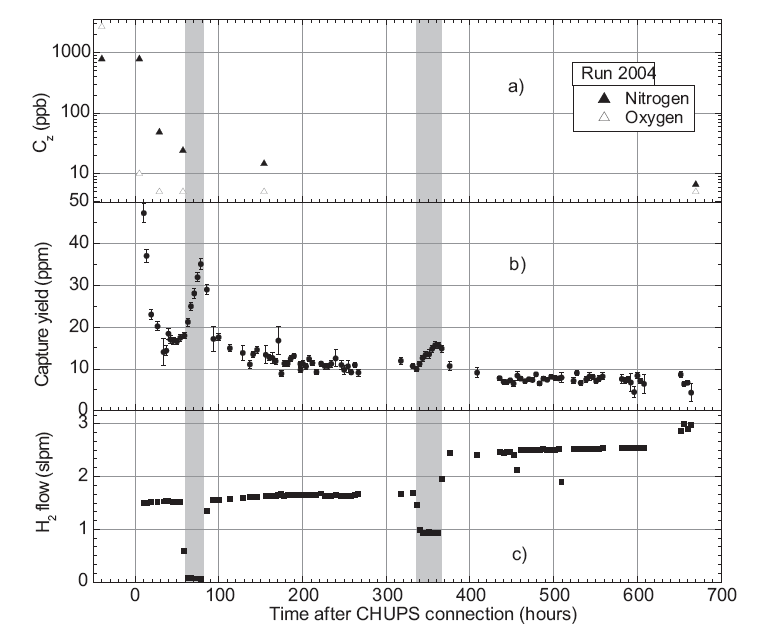 1000
100
10
C_z (ppb)
a)
Run 2004
▲ Nitrogen
△ Oxygen
50
40
30
20
10
0
Capture yield (ppm)
b)
3
2
1
0
H_2 flow (slpm)
c)
0 100 200 300 400 500 600 700
Time after CHUPS connection (hours)